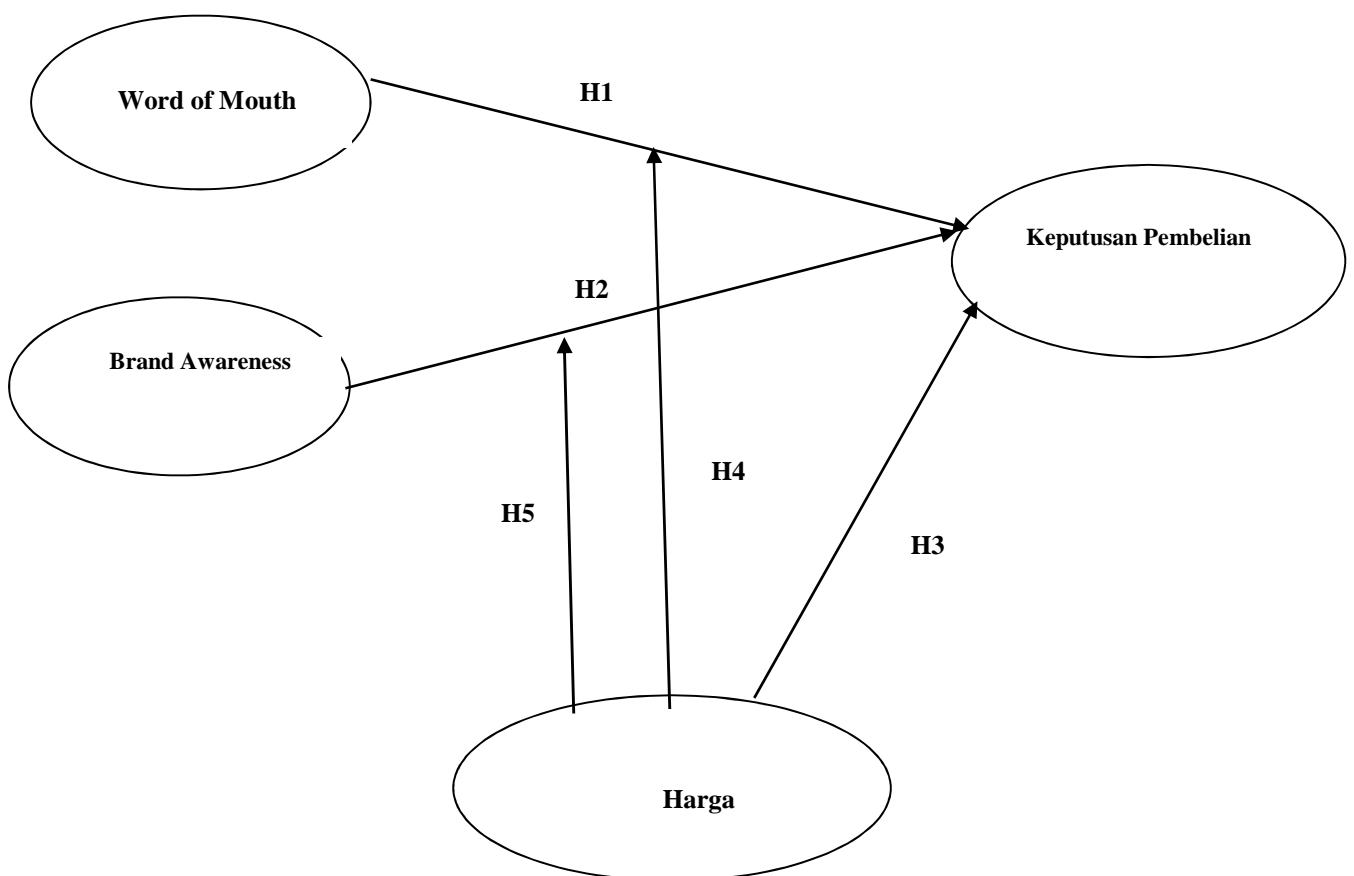 Word of Mouth
H1
Keputusan Pembelian
H2
Brand Awareness
H4
H5
H3
Harga